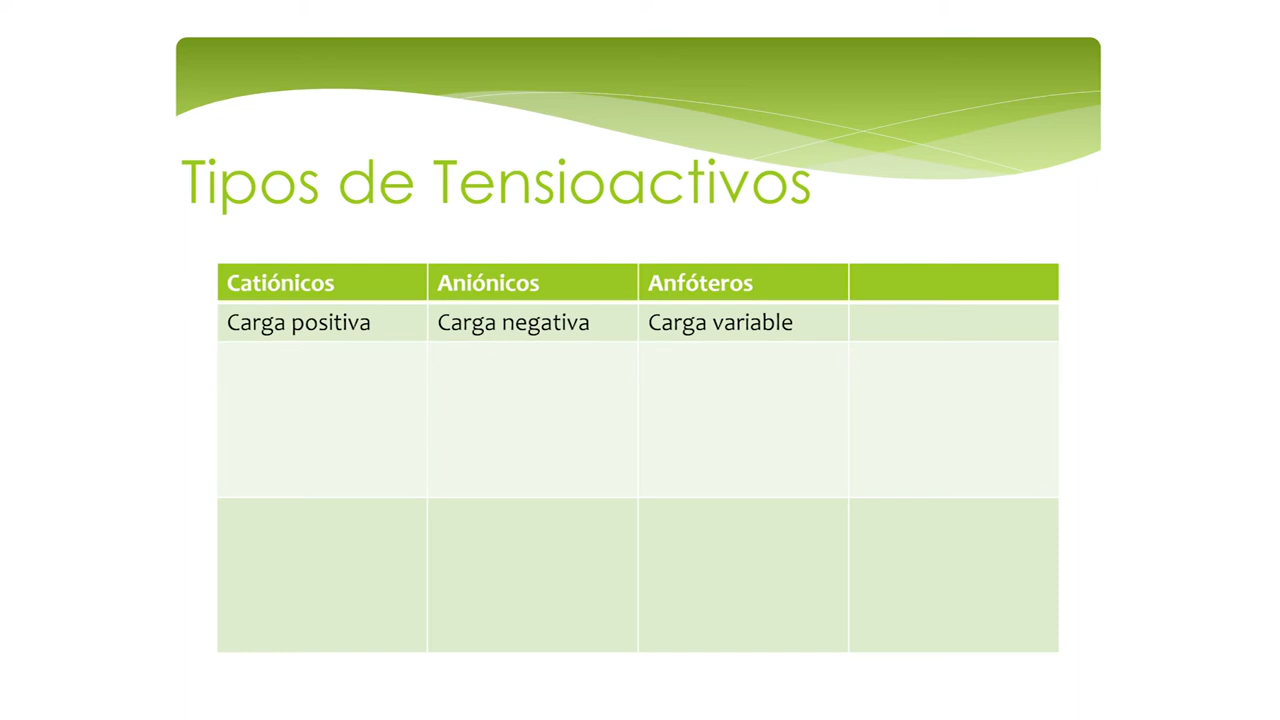 Tipos de Tensioactivos
Catiónicos Aniónicos Anfóteros
Carga positiva Carga negativa Carga variable